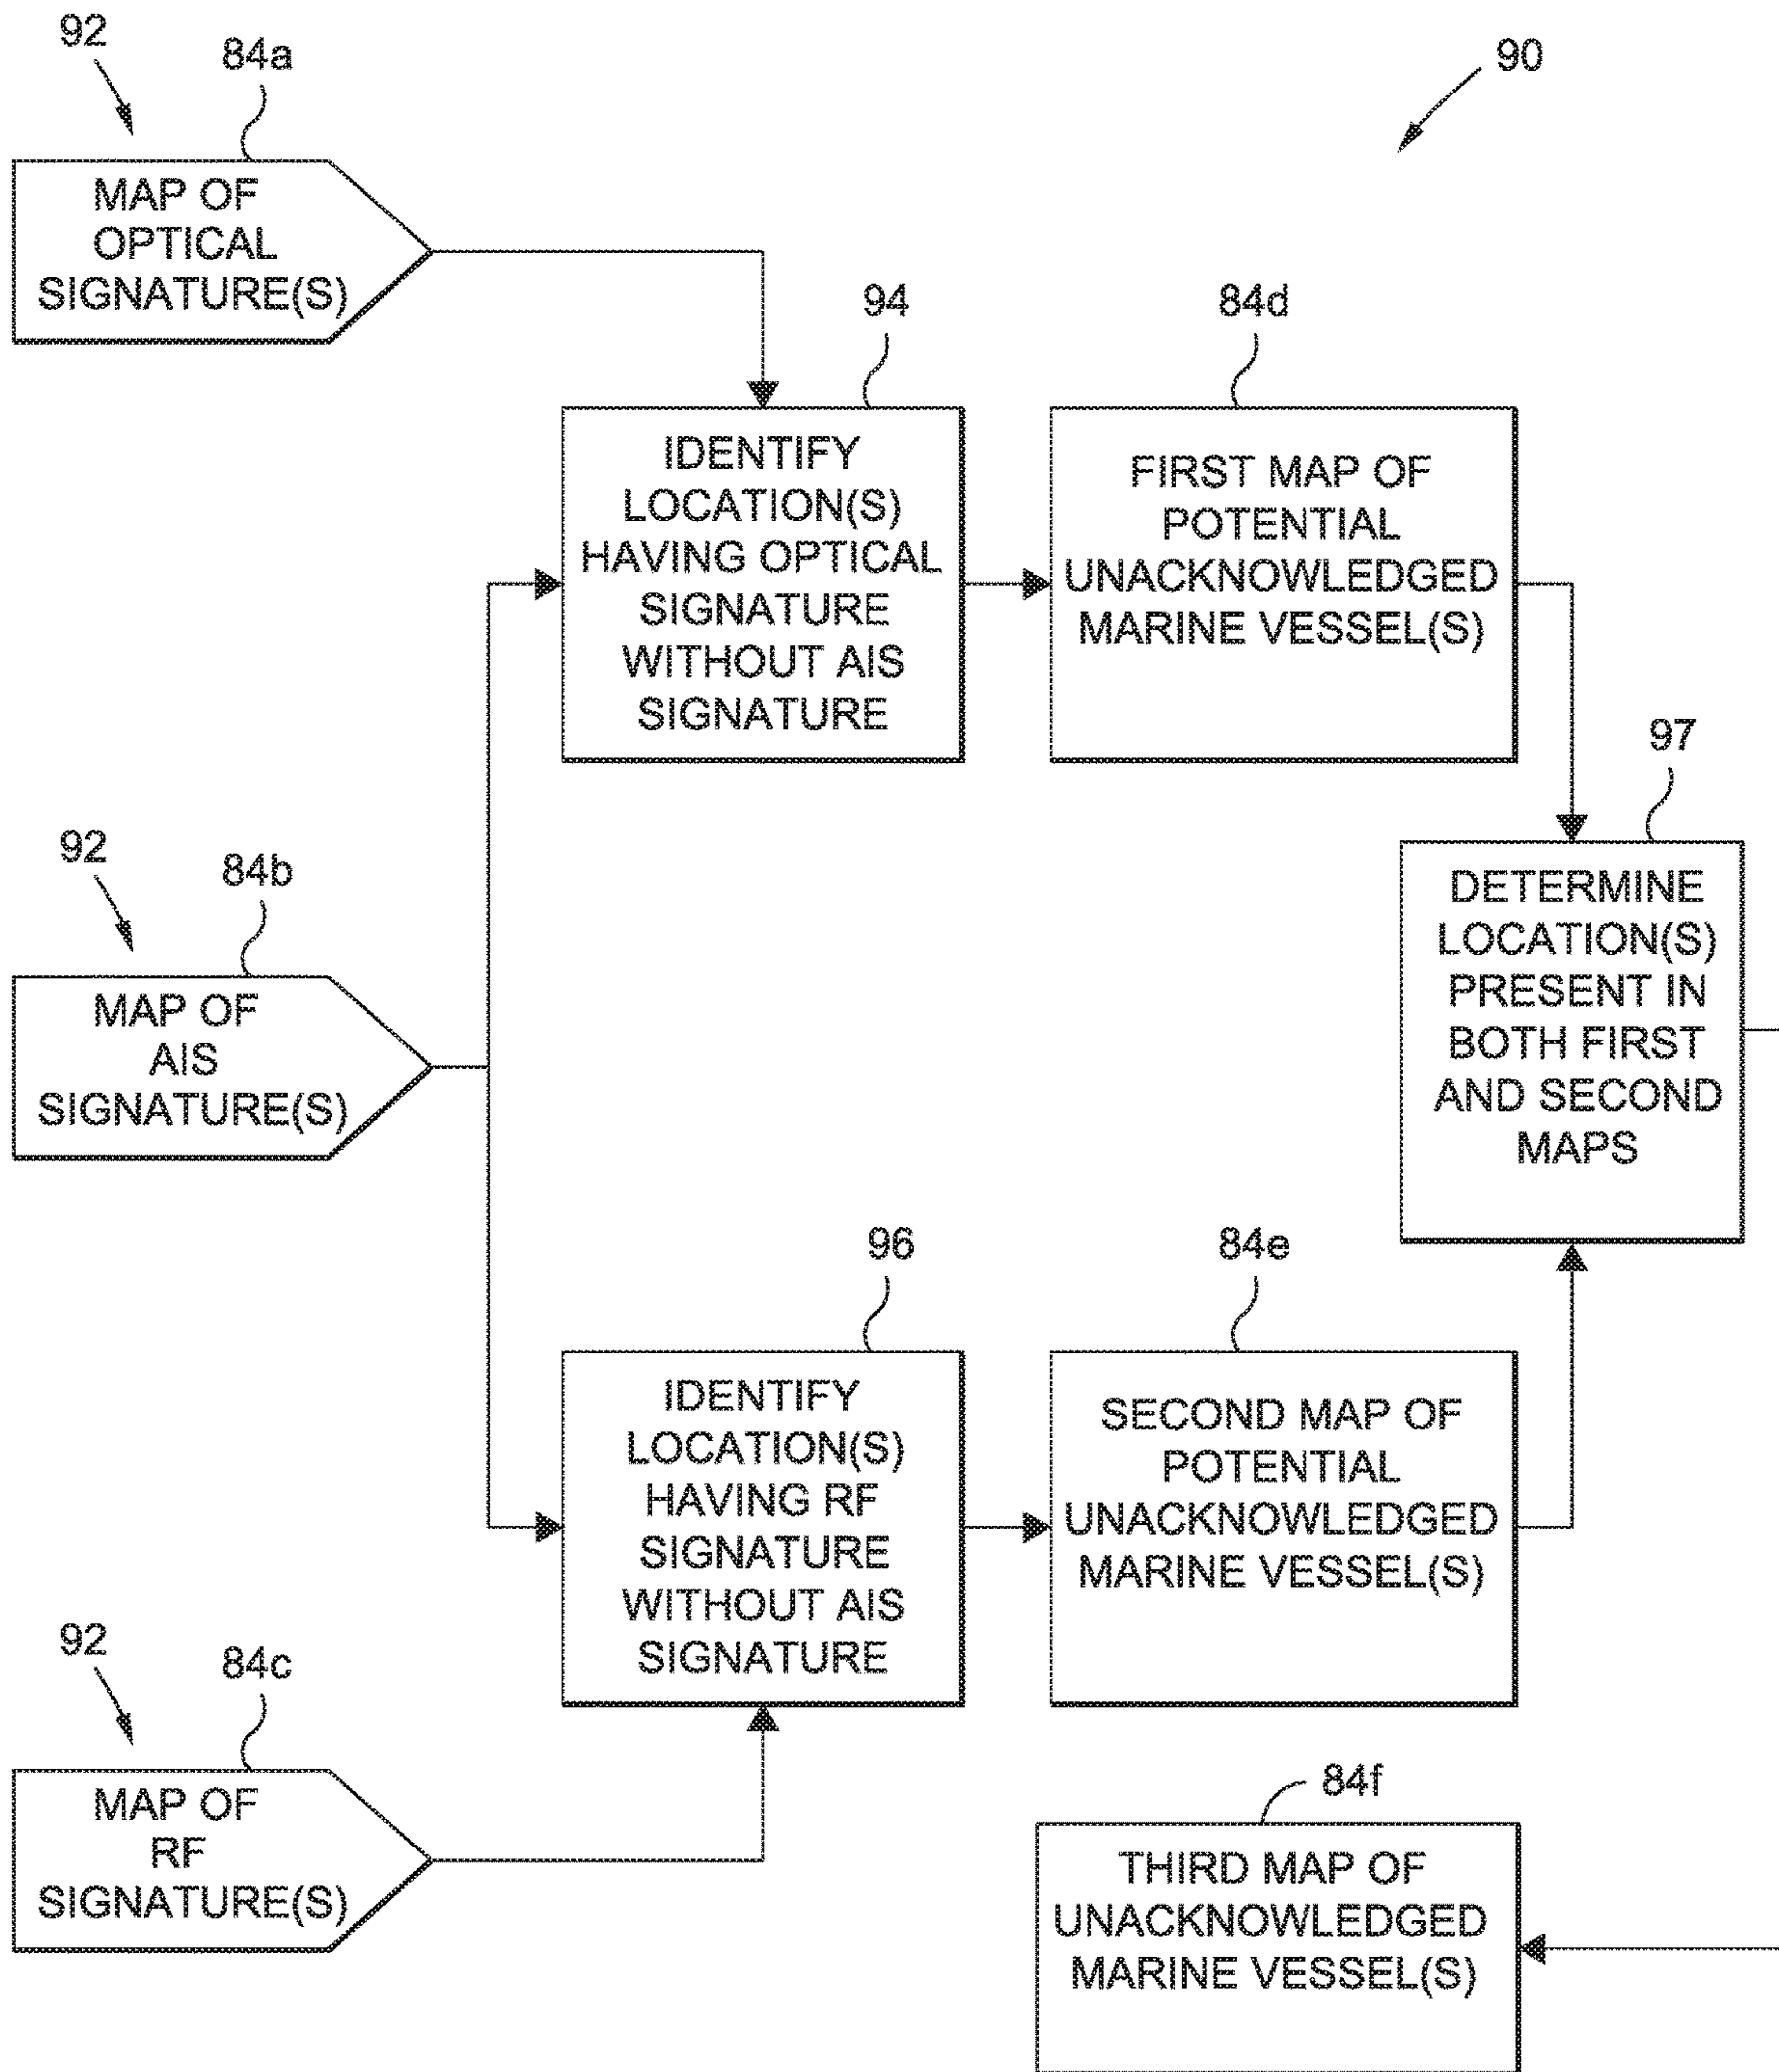 92
84a
90
MAP OF
OPTICAL
SIGNATURE(S)
94
84d
IDENTIFY
LOCATION(S)
HAVING OPTICAL
SIGNATURE
WITHOUT AIS
SIGNATURE
FIRST MAP OF
POTENTIAL
UNACKNOWLEDGED
MARINE VESSEL(S)
97
92
84b
MAP OF
AIS
SIGNATURE(S)
DETERMINE
LOCATION(S)
PRESENT IN
BOTH FIRST
AND SECOND
MAPS
96
84e
IDENTIFY
LOCATION(S)
HAVING RF
SIGNATURE
WITHOUT AIS
SIGNATURE
SECOND MAP OF
POTENTIAL
UNACKNOWLEDGED
MARINE VESSEL(S)
92
84c
MAP OF
RF
SIGNATURE(S)
84f
THIRD MAP OF
UNACKNOWLEDGED
MARINE VESSEL(S)